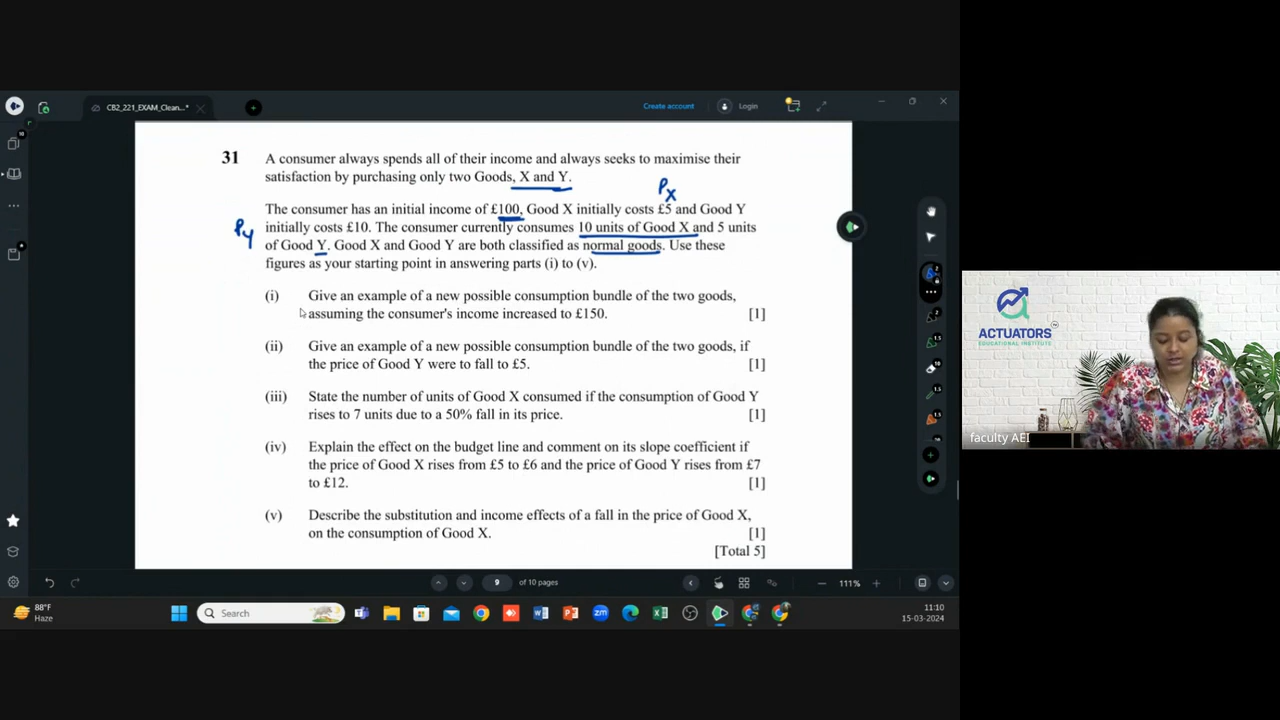 CB2_221_EXAM_Clean...*
Create account
Login
31
A consumer always spends all of their income and always seeks to maximise their
satisfaction by purchasing only two Goods, X and Y.
Px
The consumer has an initial income of £100, Good X initially costs £5 and Good Y
Py
initially costs £10. The consumer currently consumes 10 units of Good X and 5 units
of Good Y. Good X and Good Y are both classified as normal goods. Use these
figures as your starting point in answering parts (i) to (v).
(i) Give an example of a new possible consumption bundle of the two goods,
assuming the consumer's income increased to £150. [1]
(ii) Give an example of a new possible consumption bundle of the two goods, if
the price of Good Y were to fall to £5. [1]
(iii) State the number of units of Good X consumed if the consumption of Good Y
rises to 7 units due to a 50% fall in its price. [1]
(iv) Explain the effect on the budget line and comment on its slope coefficient if
the price of Good X rises from £5 to £6 and the price of Good Y rises from £7
to £12. [1]
(v) Describe the substitution and income effects of a fall in the price of Good X,
on the consumption of Good X. [1]
[Total 5]
9 of 10 pages
111%
88°F
Haze
Search
11:10
15-03-2024
ACTUATORS
EDUCATIONAL INSTITUTE
faculty AEI